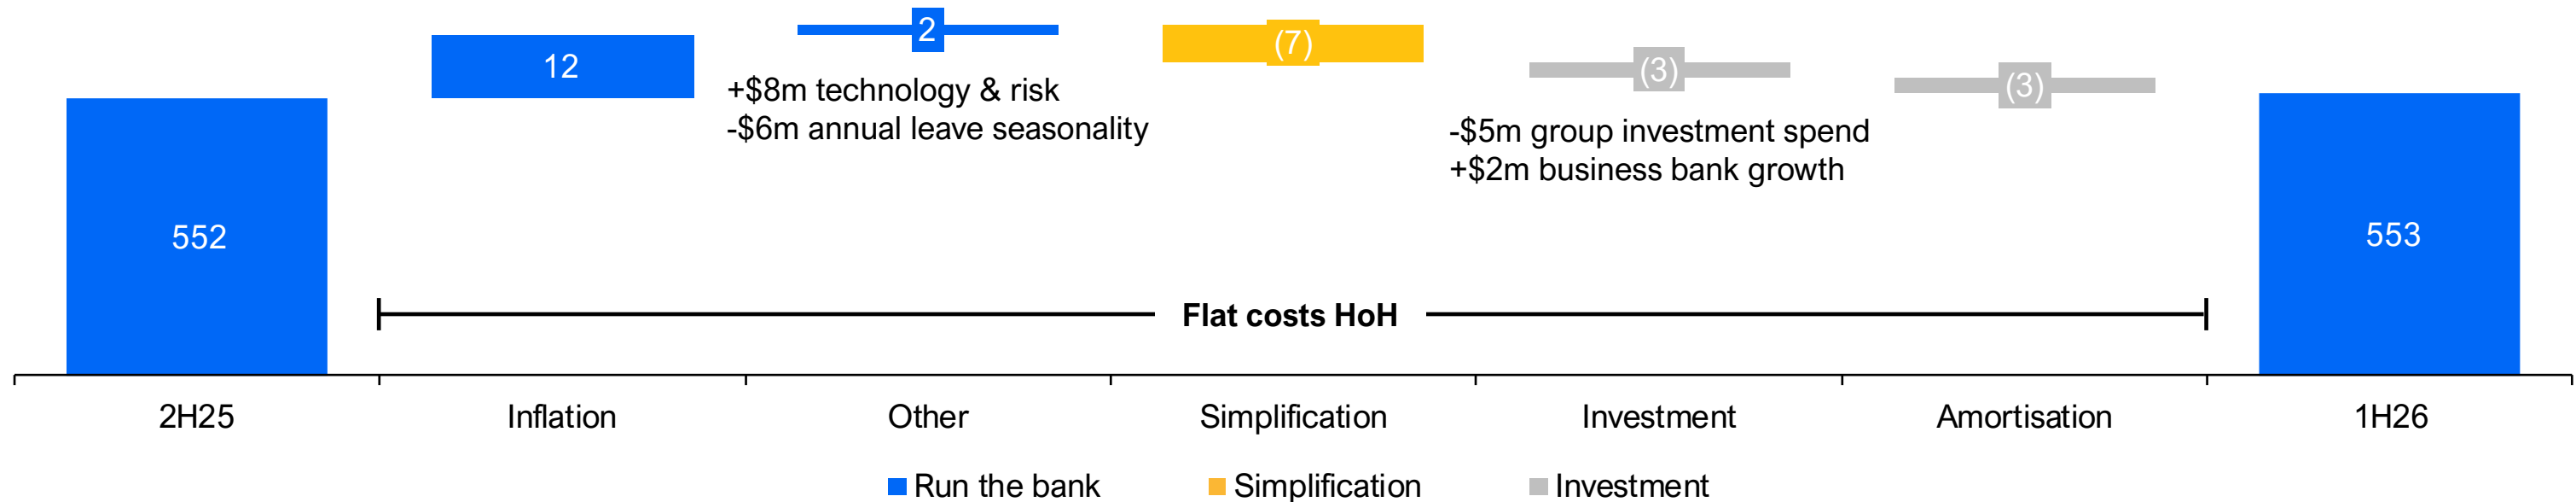 2
12
(7)
(3)
(3)
+$8m technology & risk
-$6m annual leave seasonality
-$5m group investment spend
+$2m business bank growth
552
553
Flat costs HoH
2H25 Inflation Other Simplification Investment Amortisation 1H26
Run the bank Simplification Investment